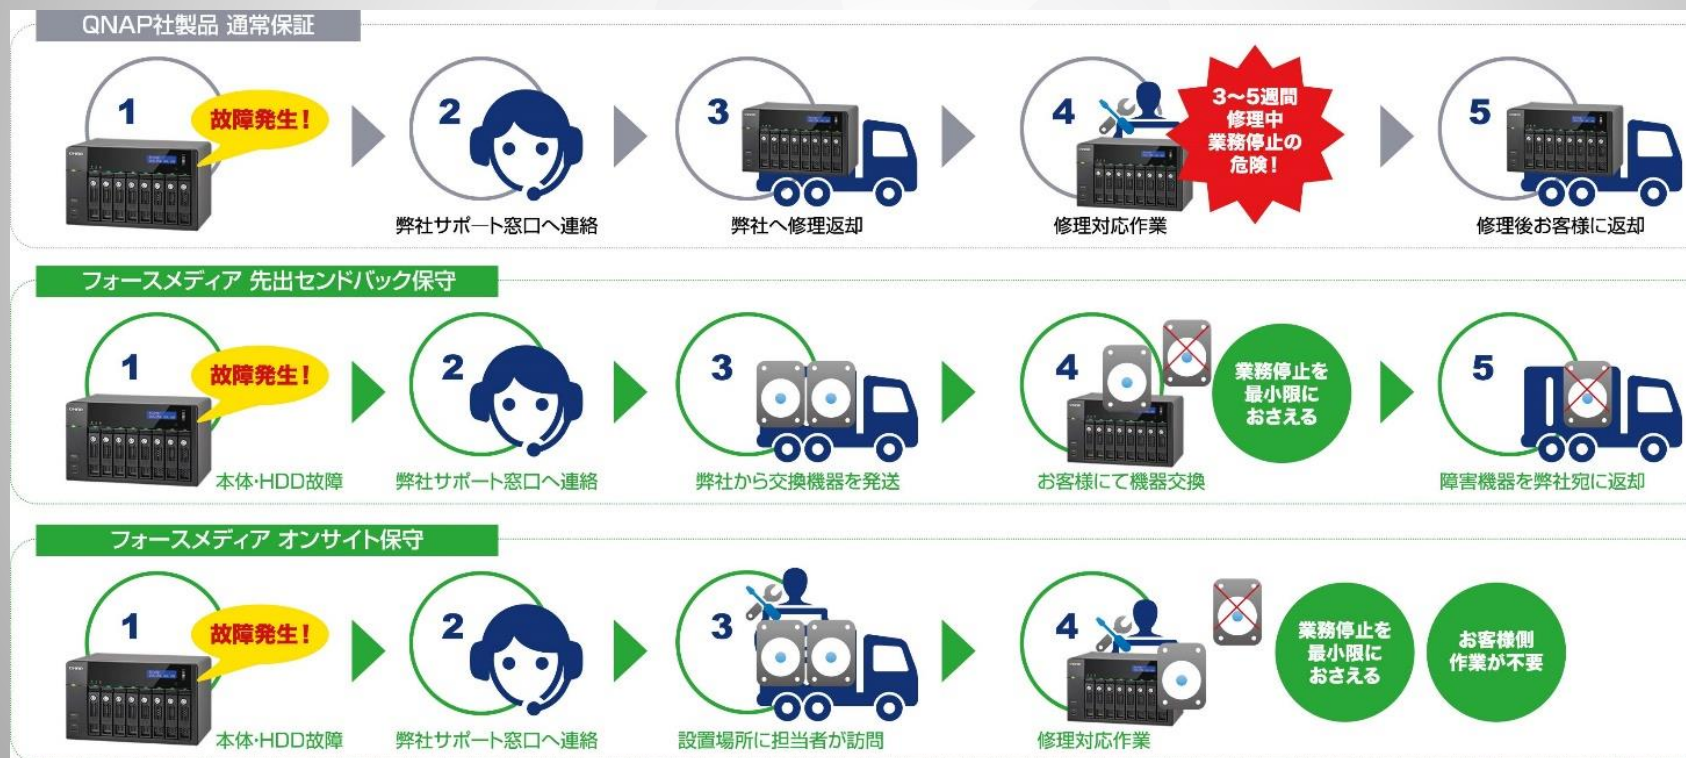 QNAP社製品 通常保証
1
故障発生！
2
弊社サポート窓口へ連絡
3
弊社へ修理返却
4
修理対応作業
3〜5週間
修理中
業務停止の
危険！
5
修理後お客様に返却
フォースメディア 先出センドバック保守
1
故障発生！
本体・HDD故障
2
弊社サポート窓口へ連絡
3
弊社から交換機器を発送
4
お客様にて機器交換
業務停止を
最小限に
おさえる
5
障害機器を弊社宛に返却
フォースメディア オンサイト保守
1
故障発生！
本体・HDD故障
2
弊社サポート窓口へ連絡
3
設置場所に担当者が訪問
4
修理対応作業
業務停止を
最小限に
おさえる
お客様側
作業が不要